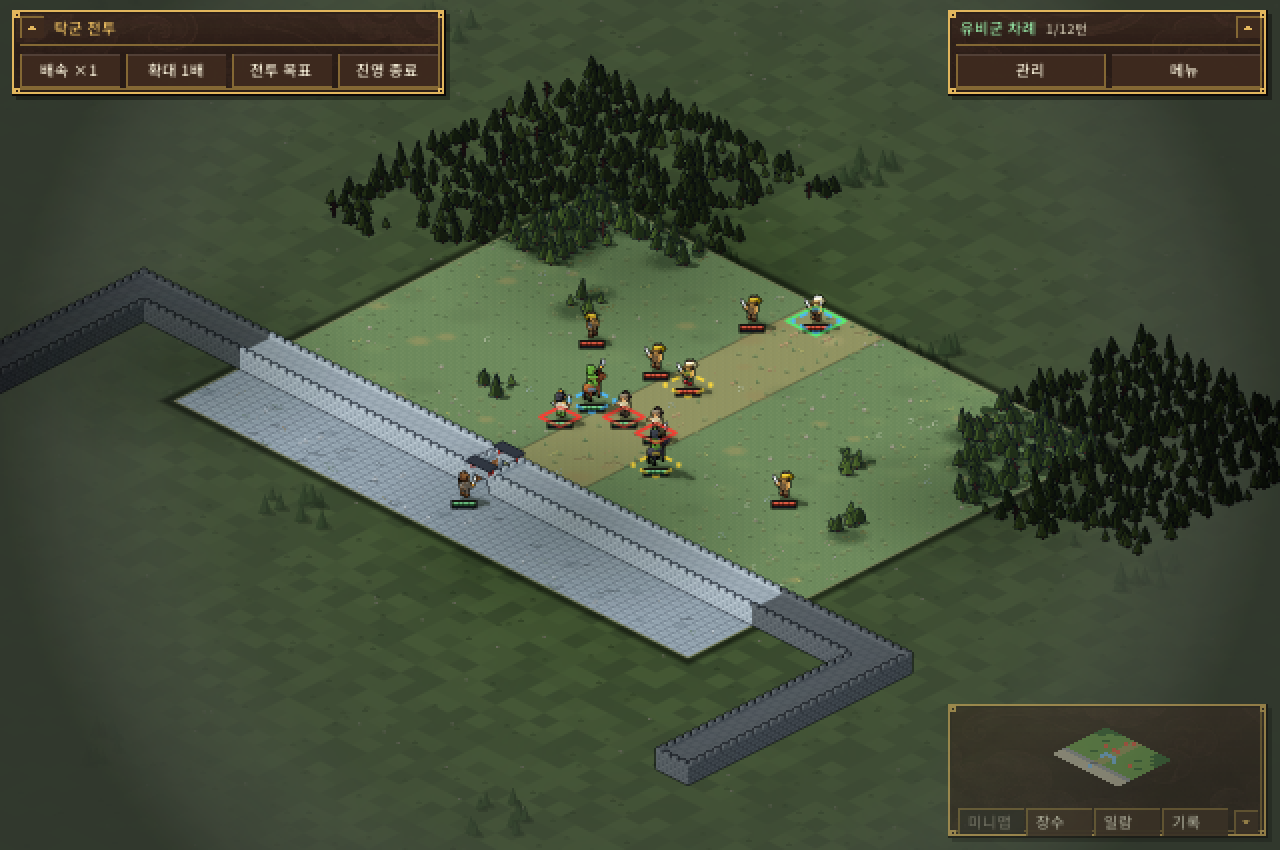 탁군 전투
배속 ×1 확대 1배 전투 목표 진영 종료
유비군 차례 1/12턴
관리 메뉴
미니맵 장수 일람 기록